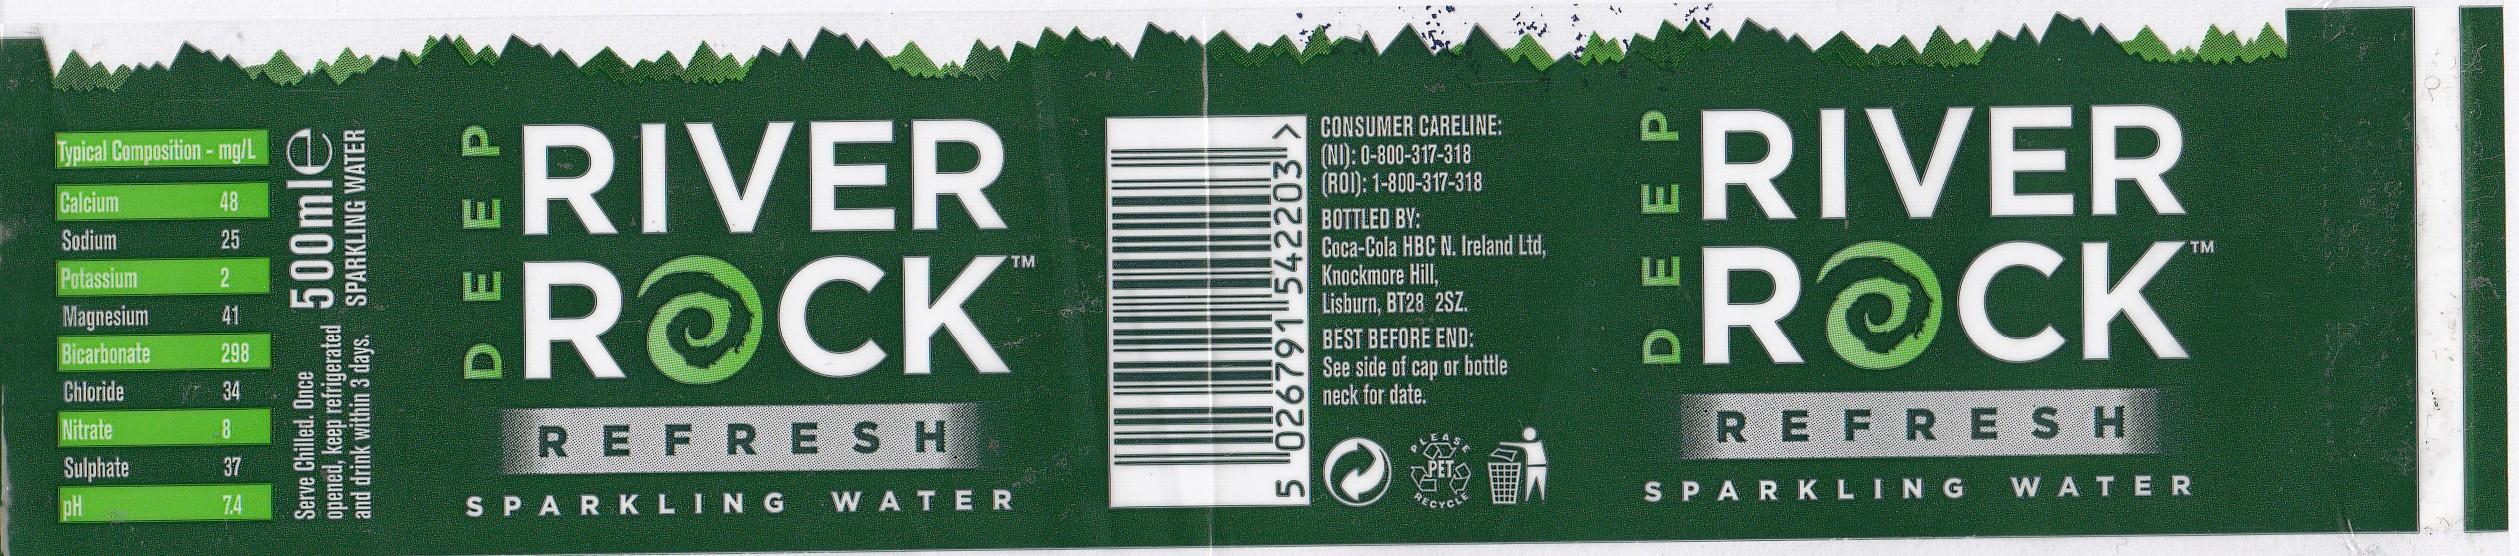 Typical Composition - mg/L
Calcium 48
Sodium 25
Potassium 2
Magnesium 41
Bicarbonate 298
Chloride 34
Nitrate 8
Sulphate 37
pH 7.4
500ml e
SPARKLING WATER
Serve Chilled. Once
opened, keep refrigerated
and drink within 3 days.
DEEP
RIVER
ROCK™
REFRESH
SPARKLING WATER
5 026791 542203 >
CONSUMER CARELINE:
(NI): 0-800-317-318
(ROI): 1-800-317-318
BOTTLED BY:
Coca-Cola HBC N. Ireland Ltd,
Knockmore Hill,
Lisburn, BT28 2SZ.
BEST BEFORE END:
See side of cap or bottle
neck for date.
PLEASE
PET
RECYCLE
DEEP
RIVER
ROCK™
REFRESH
SPARKLING WATER